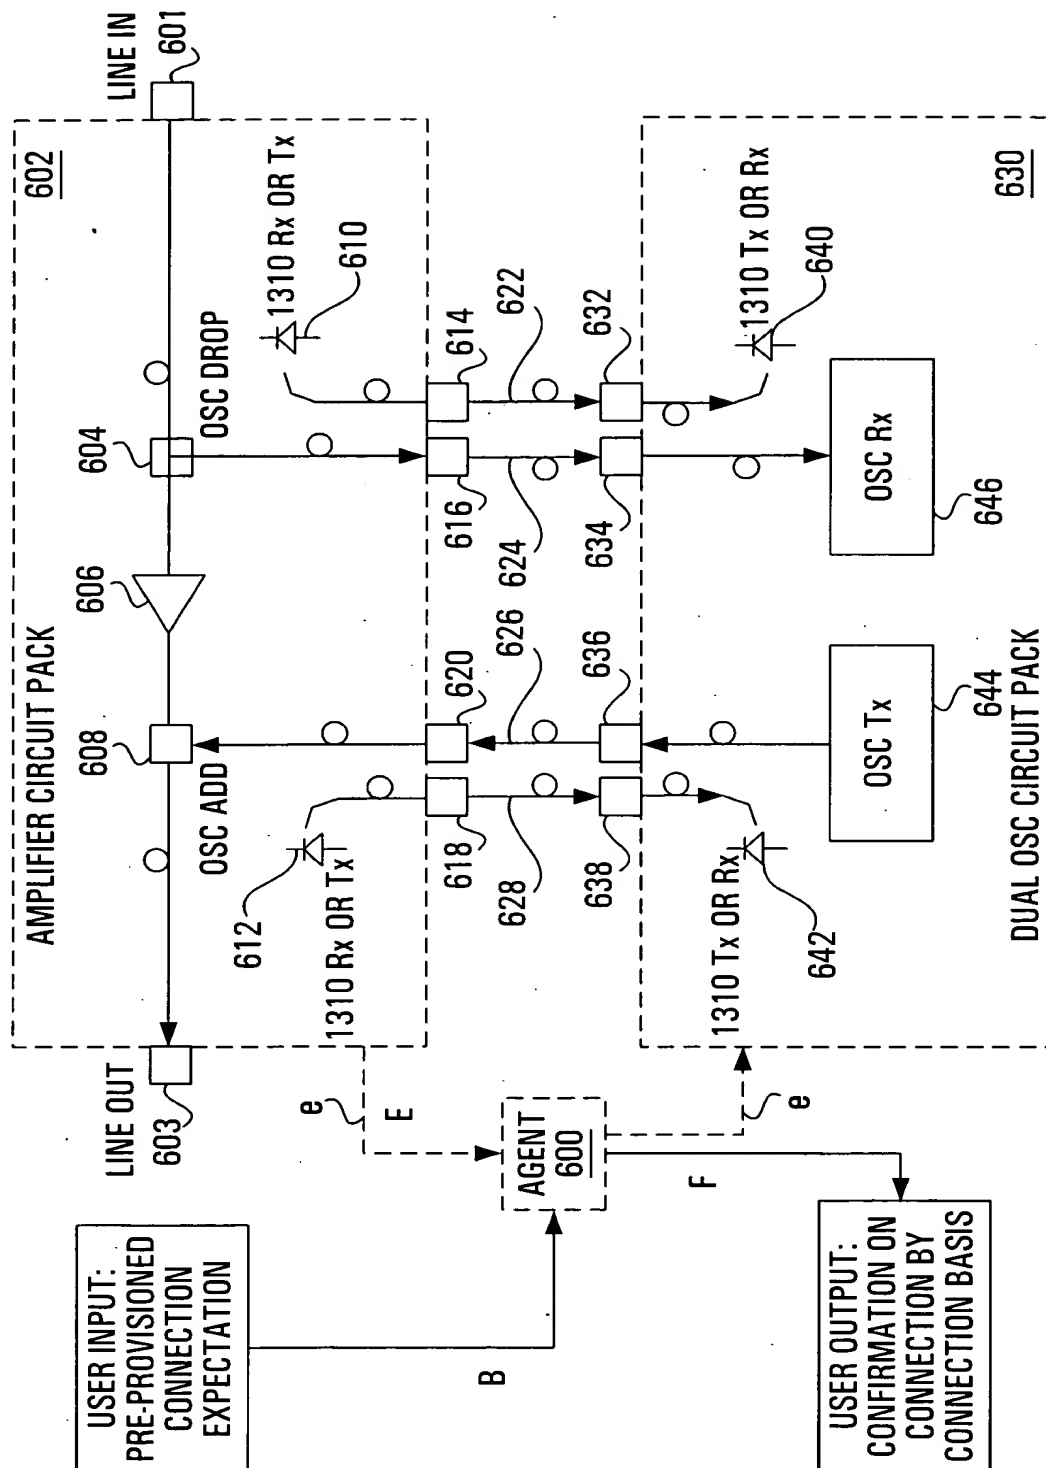 USER INPUT:
PRE-PROVISIONED
CONNECTION
EXPECTATION
B
LINE OUT
603
e
E
AGENT
600
e
F
USER OUTPUT:
CONFIRMATION ON
CONNECTION BY
CONNECTION BASIS
AMPLIFIER CIRCUIT PACK
602
LINE IN
601
608
606
604
OSC ADD
OSC DROP
612
1310 Rx OR Tx
1310 Rx OR Tx
610
618
620
616
614
628
626
624
622
638
636
634
632
1310 Tx OR Rx
642
1310 Tx OR Rx
640
OSC Tx
644
OSC Rx
646
DUAL OSC CIRCUIT PACK
630